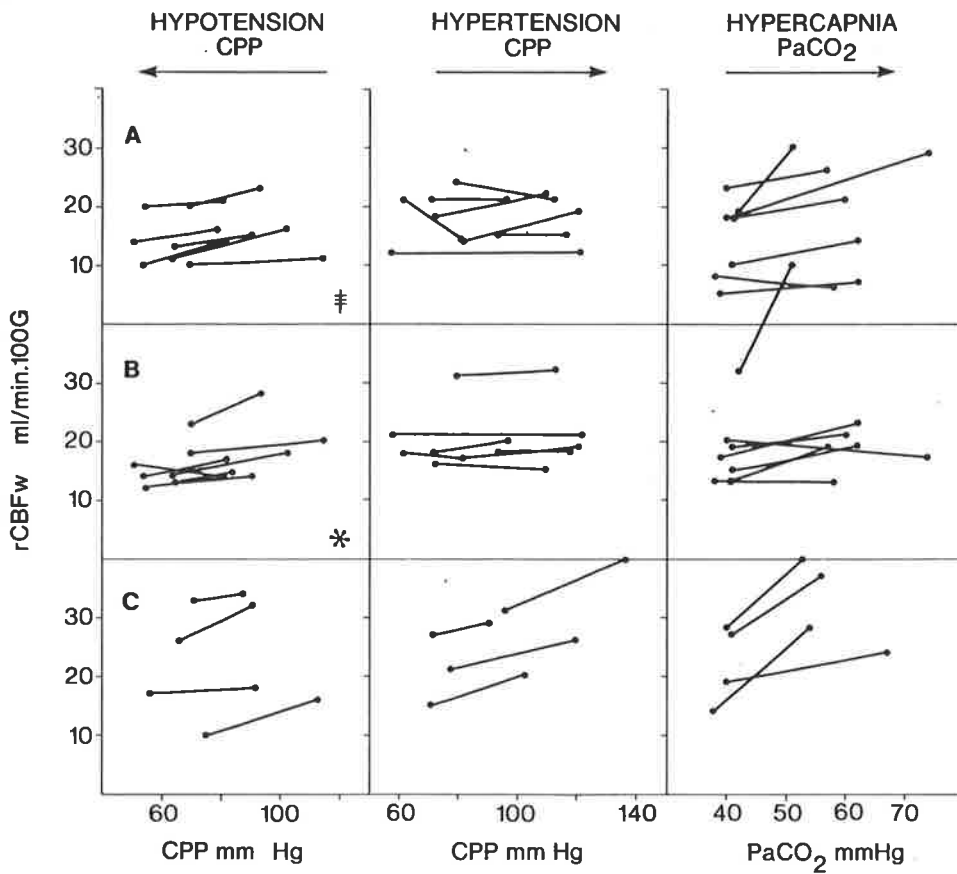 HYPOTENSION
CPP
HYPERTENSION
CPP
HYPERCAPNIA
PaCO₂
rCBFw ml/min.100G
A
30
20
10
ǂ
B
30
20
10
*
C
30
20
10
60 100
60 100 140
40 50 60 70
CPP mm Hg
CPP mm Hg
PaCO₂ mmHg